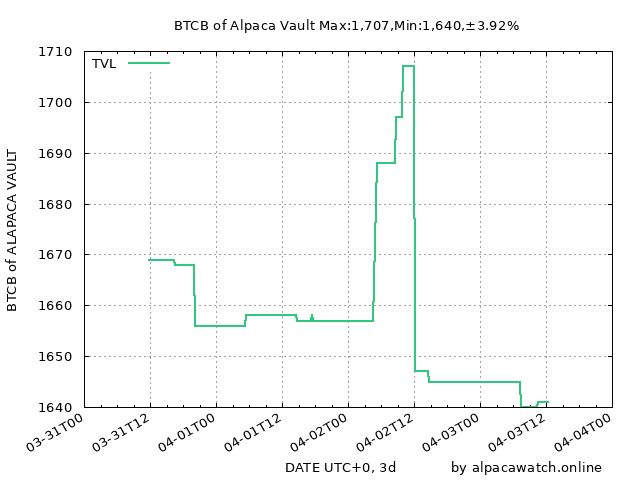 BTCB of Alpaca Vault Max:1,707,Min:1,640,±3.92%
TVL
1710
1700
1690
1680
1670
1660
1650
1640
BTCB of ALAPACA VAULT
03-31T00
03-31T12
04-01T00
04-01T12
04-02T00
04-02T12
04-03T00
04-03T12
04-04T00
DATE UTC+0, 3d
by alpacawatch.online